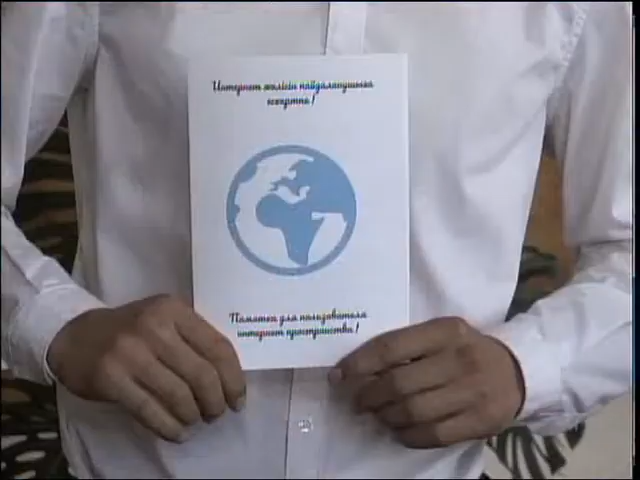 Интернет желісін пайдаланушыға
ескертпе!
Памятка для пользователя
интернет пространства!